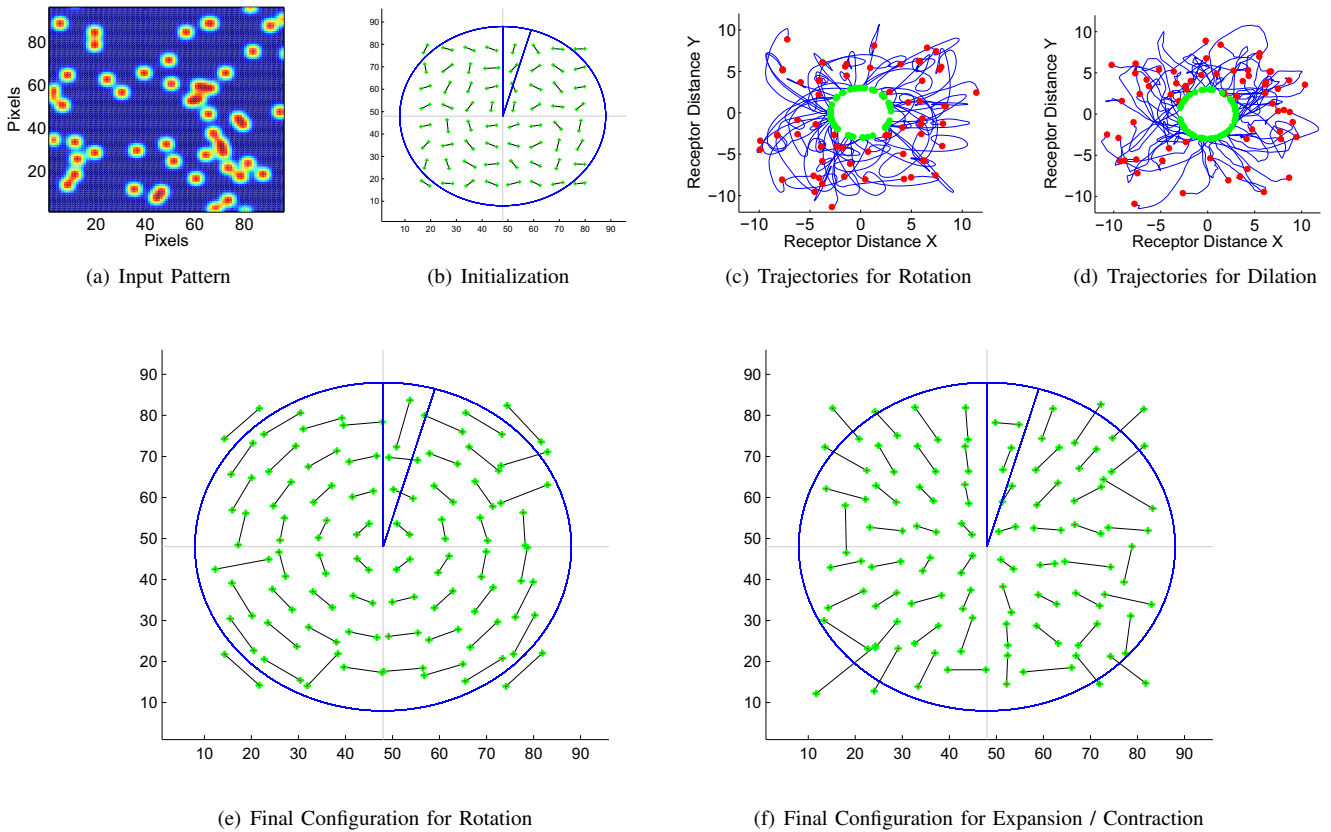 80
60
40
20
Pixels
20 40 60 80
Pixels
(a) Input Pattern
90
80
70
60
50
40
30
20
10
10 20 30 40 50 60 70 80 90
(b) Initialization
10
5
0
−5
−10
Receptor Distance Y
−10 −5 0 5 10
Receptor Distance X
(c) Trajectories for Rotation
10
5
0
−5
−10
Receptor Distance Y
−10 −5 0 5 10
Receptor Distance X
(d) Trajectories for Dilation
90
80
70
60
50
40
30
20
10
10 20 30 40 50 60 70 80 90
(e) Final Configuration for Rotation
90
80
70
60
50
40
30
20
10
10 20 30 40 50 60 70 80 90
(f) Final Configuration for Expansion / Contraction